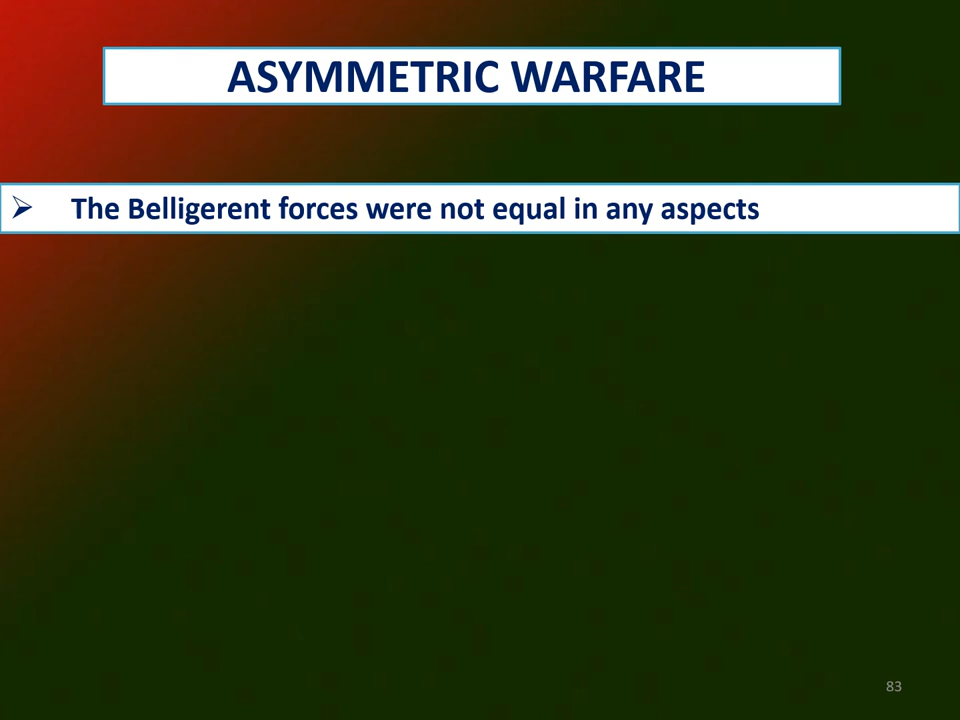 ASYMMETRIC WARFARE
➢ The Belligerent forces were not equal in any aspects
83